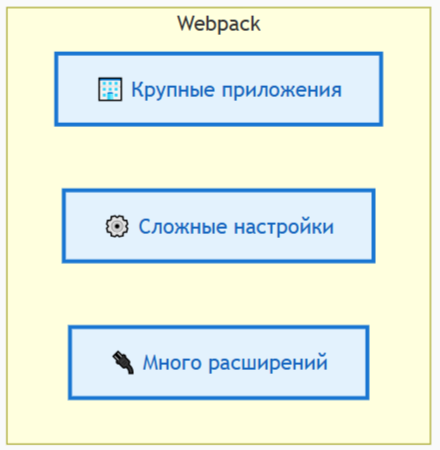 Webpack
🏢 Крупные приложения
⚙️ Сложные настройки
🔌 Много расширений